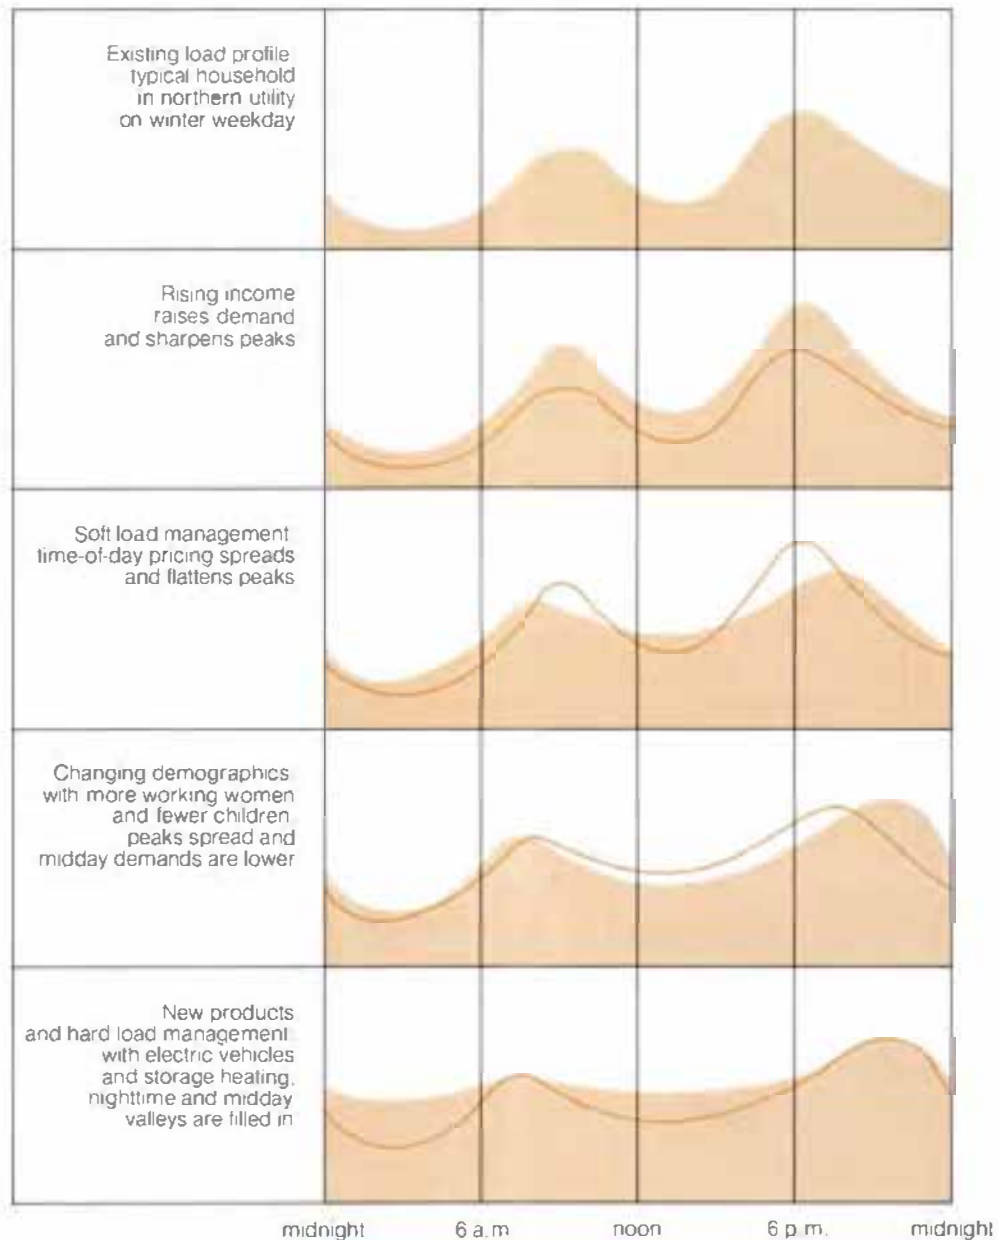 Existing load profile
typical household
in northern utility
on winter weekday
Rising income
raises demand
and sharpens peaks
Soft load management
time-of-day pricing spreads
and flattens peaks
Changing demographics
with more working women
and fewer children
peaks spread and
midday demands are lower
New products
and hard load management
with electric vehicles
and storage heating,
nighttime and midday
valleys are filled in
midnight 6 a.m noon 6 p.m. midnight